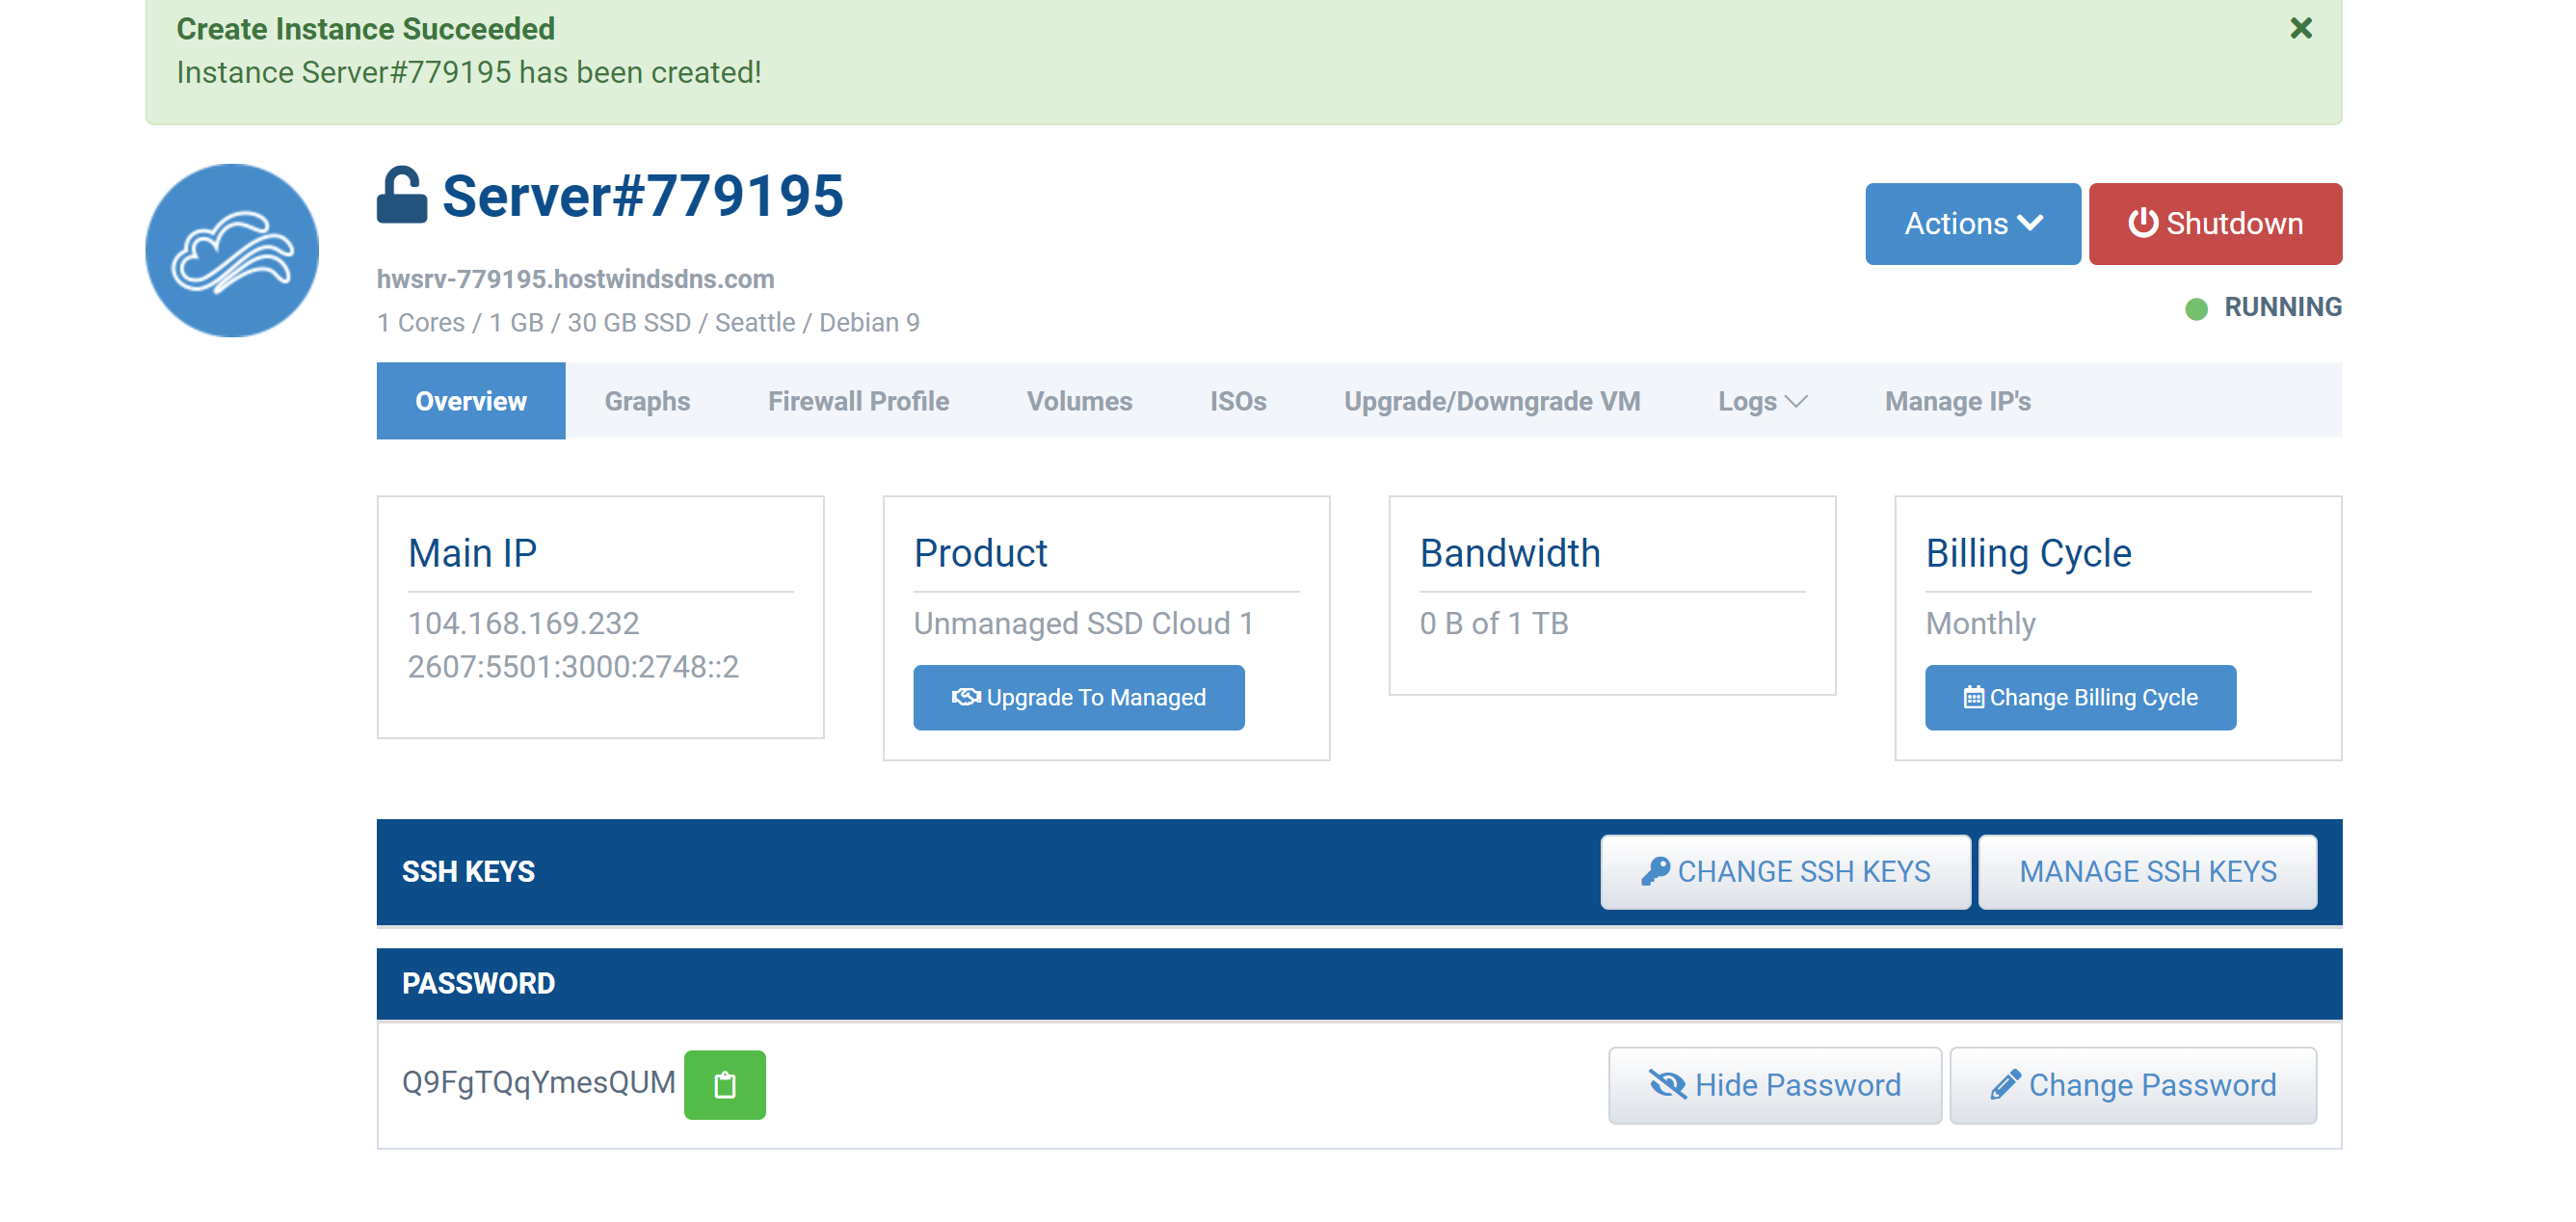 Create Instance Succeeded
Instance Server#779195 has been created!
Server#779195
Actions
Shutdown
hwsrv-779195.hostwindsdns.com
1 Cores / 1 GB / 30 GB SSD / Seattle / Debian 9
RUNNING
Overview Graphs Firewall Profile Volumes ISOs Upgrade/Downgrade VM Logs Manage IP's
Main IP
104.168.169.232
2607:5501:3000:2748::2
Product
Unmanaged SSD Cloud 1
Upgrade To Managed
Bandwidth
0 B of 1 TB
Billing Cycle
Monthly
Change Billing Cycle
SSH KEYS
CHANGE SSH KEYS
MANAGE SSH KEYS
PASSWORD
Q9FgTQqYmesQUM
Hide Password
Change Password